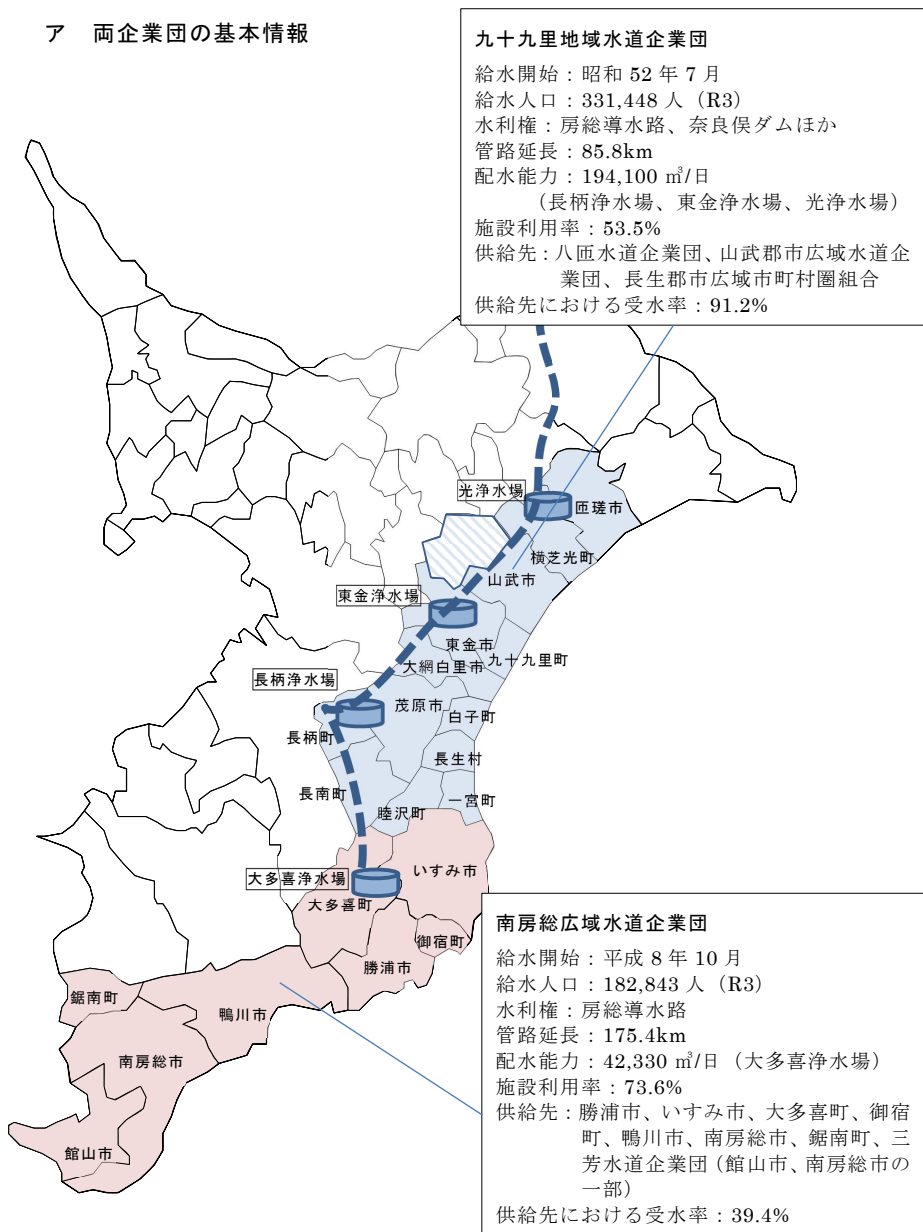 ア　両企業団の基本情報
九十九里地域水道企業団
給水開始：昭和 52 年 7 月
給水人口：331,448 人（R3）
水利権：房総導水路、奈良俣ダムほか
管路延長：85.8km
配水能力：194,100 ㎥/日
（長柄浄水場、東金浄水場、光浄水場）
施設利用率：53.5%
供給先：八匝水道企業団、山武郡市広域水道企
業団、長生郡市広域市町村圏組合
供給先における受水率：91.2%
光浄水場
匝瑳市
横芝光町
山武市
東金浄水場
東金市
九十九里町
大網白里市
長柄浄水場
茂原市
白子町
長柄町
長生村
長南町
一宮町
睦沢町
いすみ市
大多喜浄水場
大多喜町
御宿町
勝浦市
鋸南町
鴨川市
南房総市
館山市
南房総広域水道企業団
給水開始：平成 8 年 10 月
給水人口：182,843 人（R3）
水利権：房総導水路
管路延長：175.4km
配水能力：42,330 ㎥/日（大多喜浄水場）
施設利用率：73.6%
供給先：勝浦市、いすみ市、大多喜町、御宿
町、鴨川市、南房総市、鋸南町、三
芳水道企業団（館山市、南房総市の
一部）
供給先における受水率：39.4%